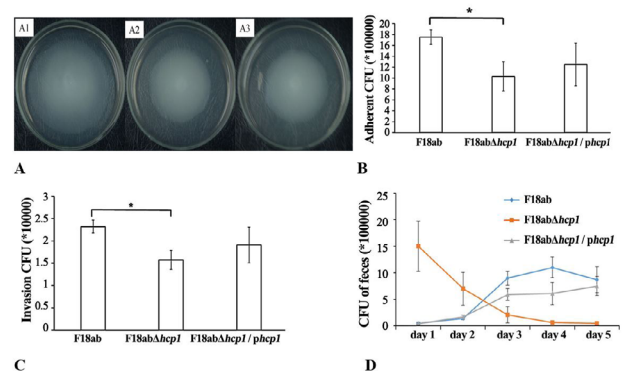 A1
A2
A3
A
Adherent CFU (*100000)
20
18
16
14
12
10
8
6
4
2
0
*
F18ab
F18abΔhcp1
F18abΔhcp1 / phcp1
B
Invasion CFU (*10000)
3
2.5
2
1.5
1
0.5
0
*
F18ab
F18abΔhcp1
F18abΔhcp1 / phcp1
C
CFU of feces (*100000)
25
20
15
10
5
0
F18ab
F18abΔhcp1
F18abΔhcp1 / phcp1
day 1
day 2
day 3
day 4
day 5
D